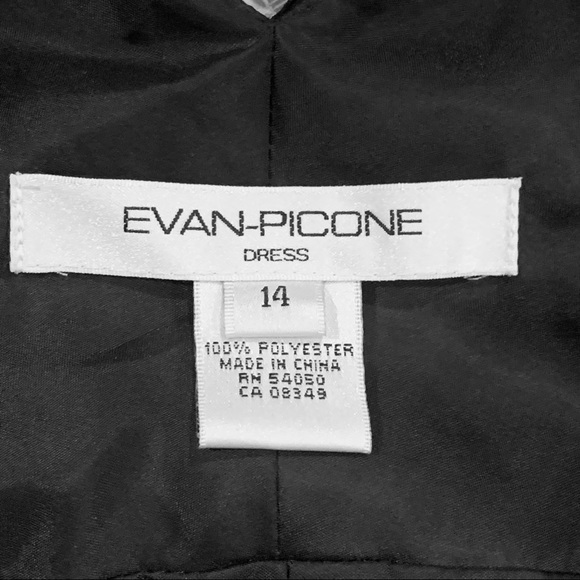 EVAN-PICONE
DRESS
14
100% POLYESTER
MADE IN CHINA
RN 54050
CA 08349